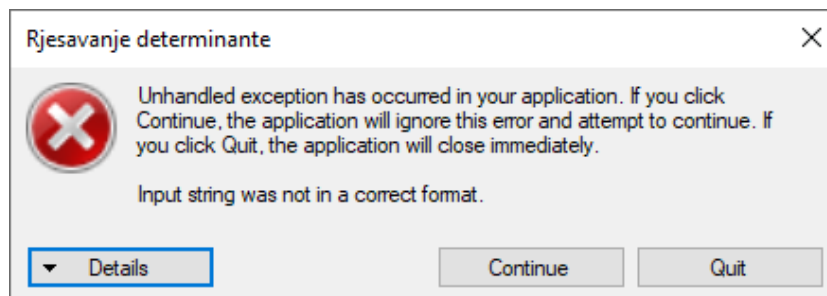 Rjesavanje determinante
Unhandled exception has occurred in your application. If you click
Continue, the application will ignore this error and attempt to continue. If
you click Quit, the application will close immediately.
Input string was not in a correct format.
Details
Continue
Quit